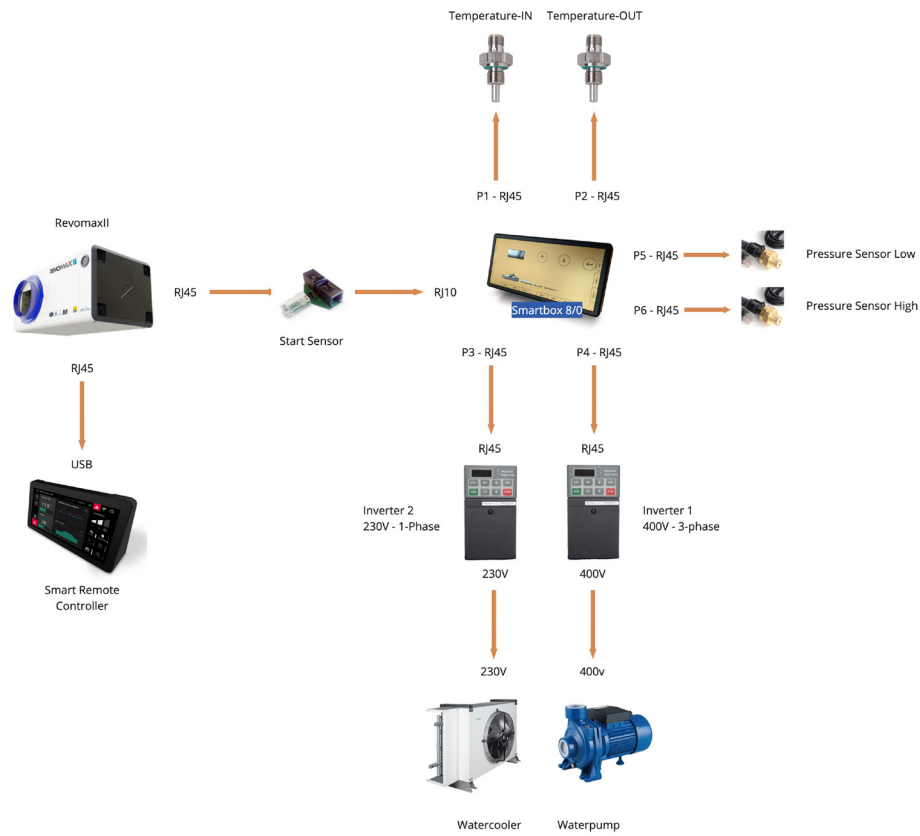 Temperature-IN
Temperature-OUT
P1 - RJ45
P2 - RJ45
RevomaxII
REVOMAX II
RJ45
Start Sensor
RJ10
Smartbox 8/0
P5 - RJ45
Pressure Sensor Low
P6 - RJ45
Pressure Sensor High
P3 - RJ45
P4 - RJ45
RJ45
USB
Smart Remote
Controller
RJ45
RJ45
Inverter 2
230V - 1-Phase
Inverter 1
400V - 3-phase
230V
400V
230V
400v
Watercooler
Waterpump